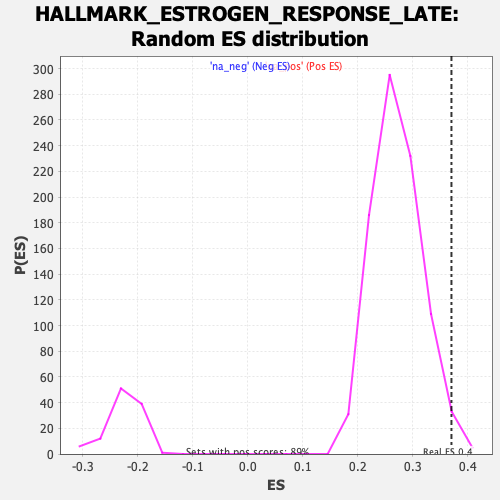 HALLMARK_ESTROGEN_RESPONSE_LATE:
Random ES distribution
'na_neg' (Neg ES)os' (Pos ES)
300
280
260
240
220
200
180
160
140
120
100
80
60
40
20
0
P(ES)
Sets with pos scores: 89%
Real ES 0.4
-0.3 -0.2 -0.1 0.0 0.1 0.2 0.3 0.4
ES